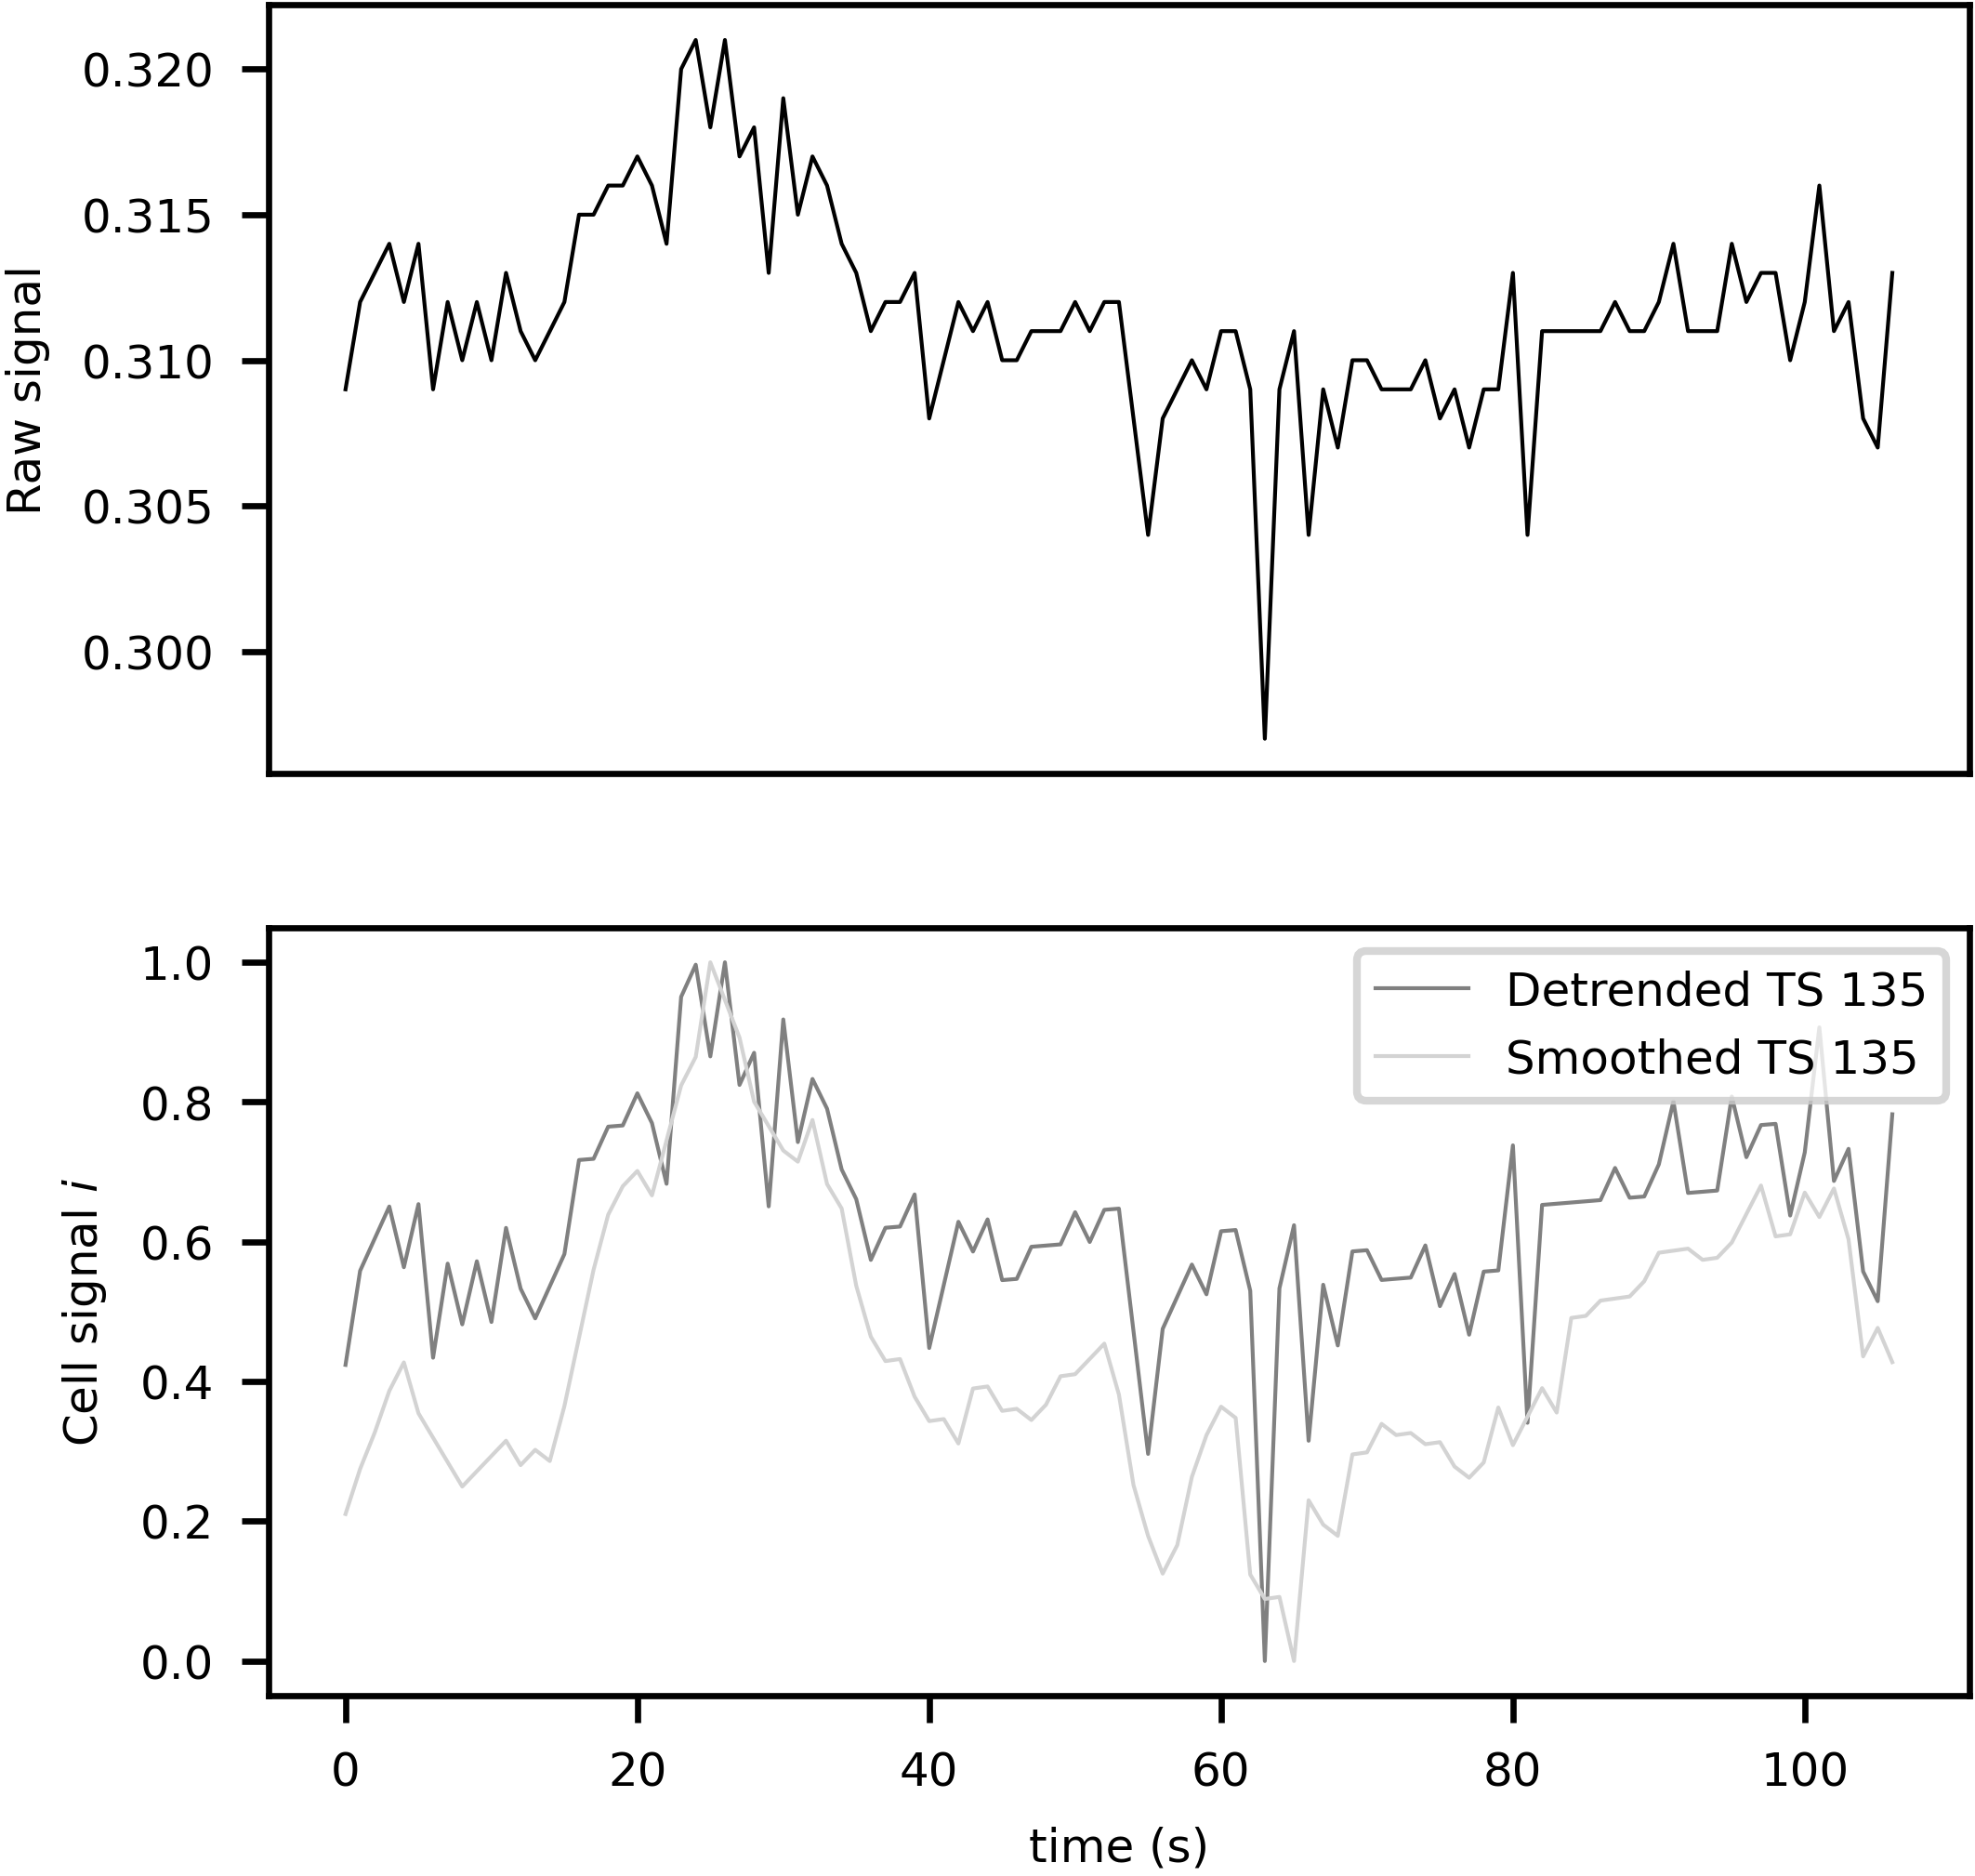 Raw signal
0.320
0.315
0.310
0.305
0.300
Cell signal i
1.0
0.8
0.6
0.4
0.2
0.0
Detrended TS 135
Smoothed TS 135
0 20 40 60 80 100
time (s)